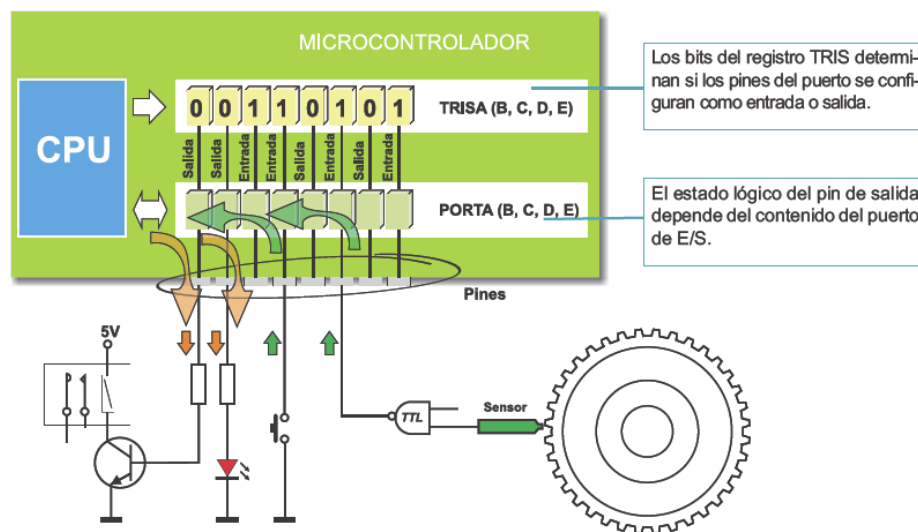 MICROCONTROLADOR
Los bits del registro TRIS determi-
nan si los pines del puerto se confi-
guran como entrada o salida.
CPU
0 0 1 1 0 1 0 1
TRISA (B, C, D, E)
Salida
Salida
Entrada
Entrada
Salida
Entrada
Salida
Entrada
PORTA (B, C, D, E)
El estado lógico del pin de salida
depende del contenido del puerto
de E/S.
Pines
5V
TTL
Sensor